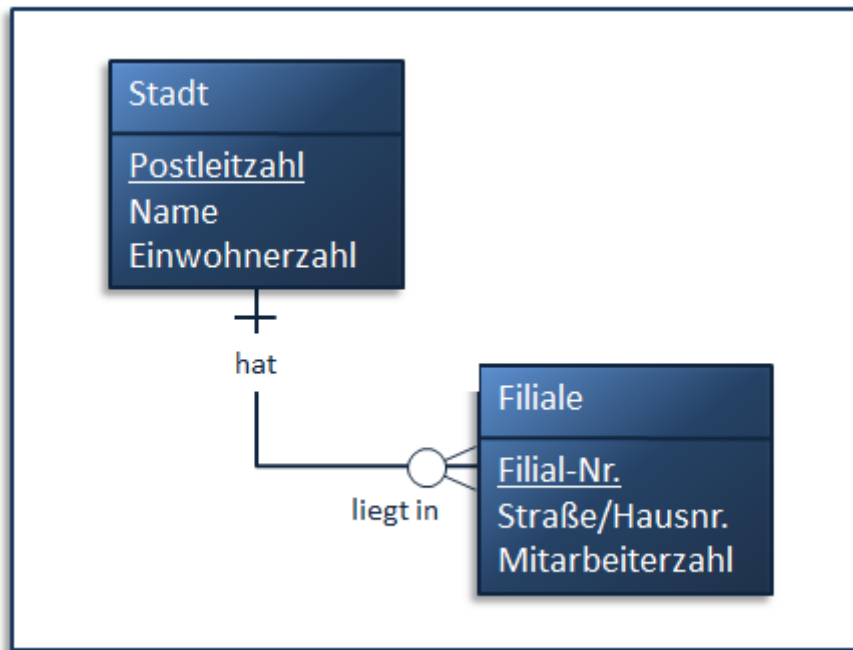 Stadt
Postleitzahl
Name
Einwohnerzahl
hat
Filiale
Filial-Nr.
Straße/Hausnr.
Mitarbeiterzahl
liegt in